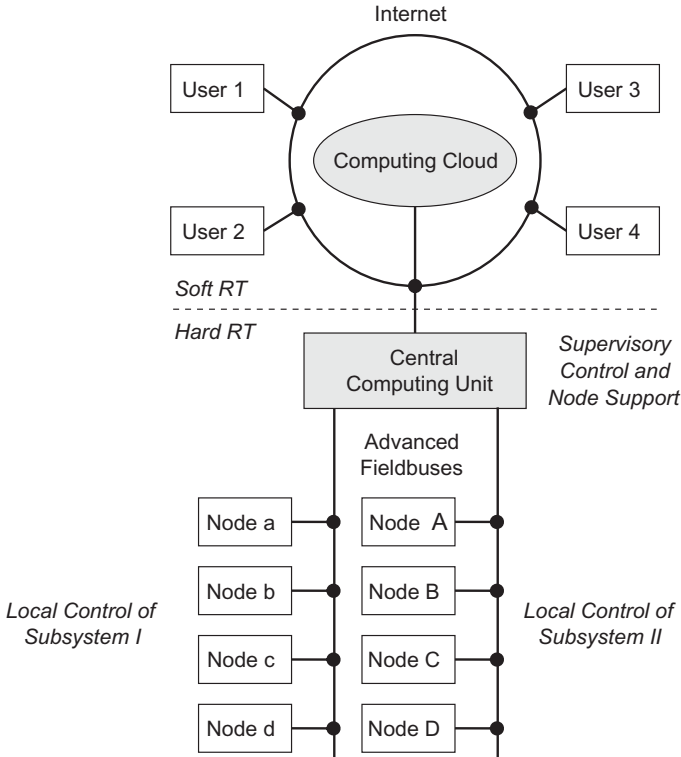 Internet
User 1
User 3
Computing Cloud
User 2
User 4
Soft RT
Hard RT
Central
Computing Unit
Supervisory
Control and
Node Support
Advanced
Fieldbuses
Node a
Node A
Node b
Node B
Local Control of
Subsystem I
Local Control of
Subsystem II
Node c
Node C
Node d
Node D